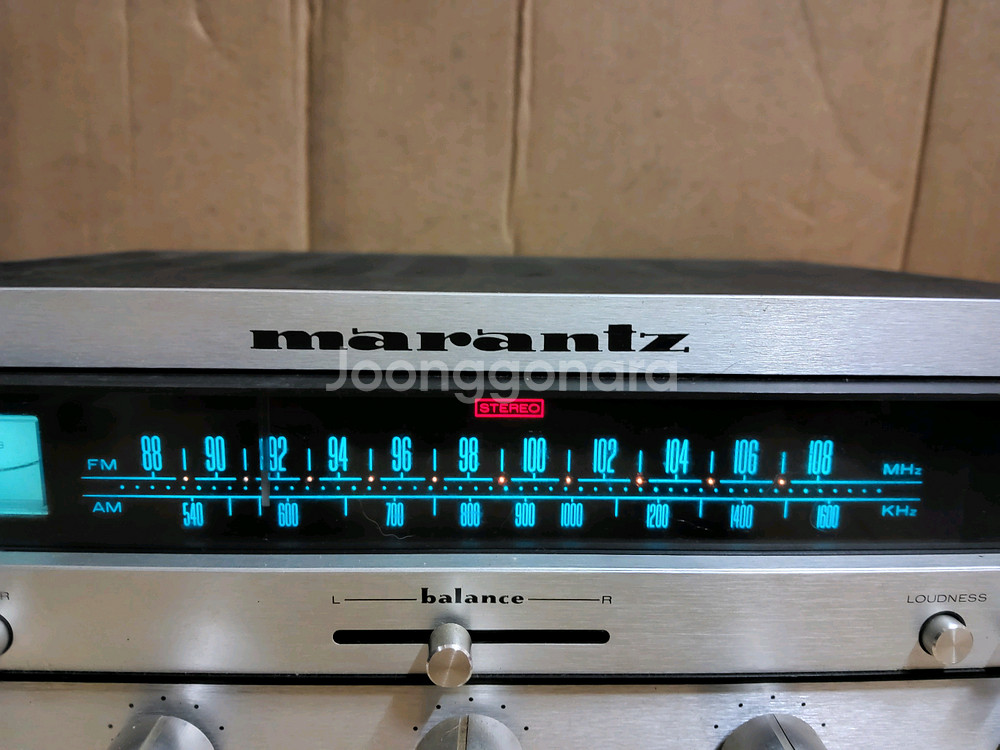 marantz
Joonggonara
STEREO
FM 88 90 92 94 96 98 100 102 104 106 108 MHz
AM 540 600 700 800 900 1000 1200 1400 1600 KHz
L balance R
LOUDNESS